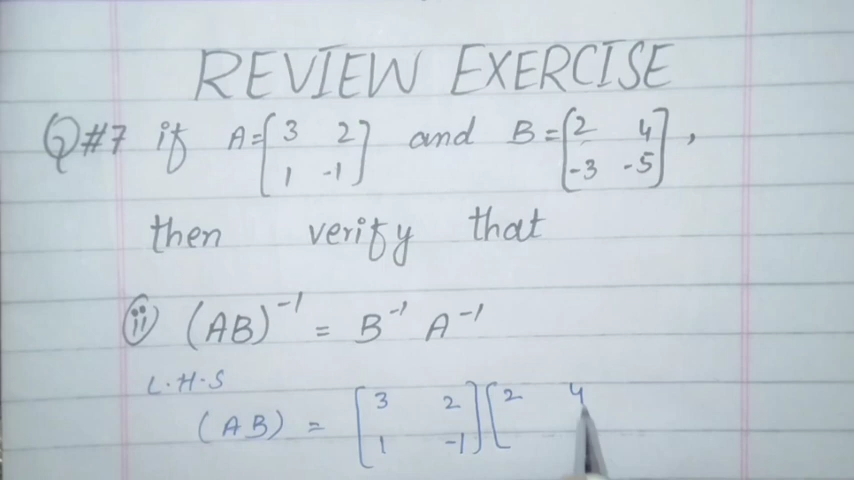 REVIEW EXERCISE
Q#7 if A=[3 2] and B=[2 4],
[1 -1] [-3 -5]
then verify that
(ii) (AB)⁻¹ = B⁻¹ A⁻¹
L.H.S
(AB) = [3 2][2 4
[1 -1]